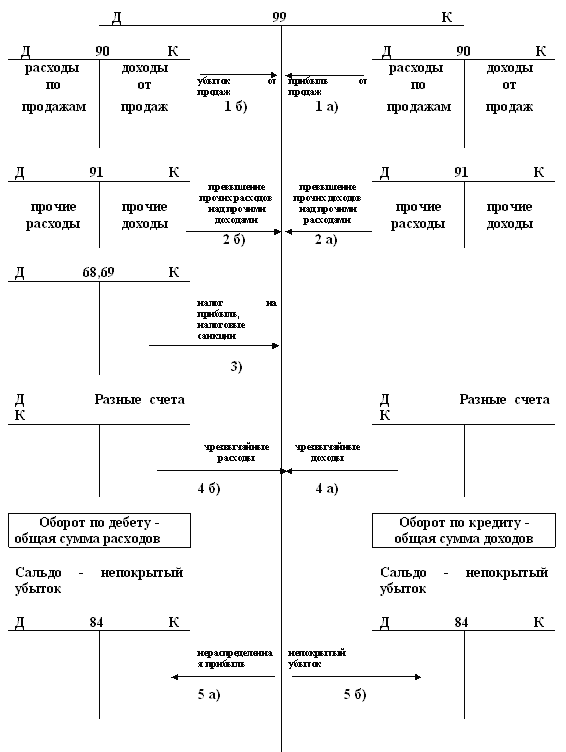 Д 99 К
Д 90 К
расходы
по
продажам
доходы
от
продаж
убыток от
продаж
1 б)
прибыль от
продаж
1 а)
Д 90 К
расходы
по
продажам
доходы
от
продаж
Д 91 К
прочие
расходы
прочие
доходы
превышение
прочих расходов
над прочими
доходами
2 б)
превышение
прочих доходов
над прочими
расходами
2 а)
Д 91 К
прочие
расходы
прочие
доходы
Д 68,69 К
налог на
прибыль,
налоговые
санкции
3)
Д Разные счета
К
чрезвычайные
расходы
4 б)
чрезвычайные
доходы
4 а)
Д Разные счета
К
Оборот по дебету -
общая сумма расходов
Оборот по кредиту -
общая сумма доходов
Сальдо - непокрытый
убыток
Сальдо - непокрытый
убыток
Д 84 К
нераспределенна
я прибыль
5 а)
непокрытый
убыток
5 б)
Д 84 К